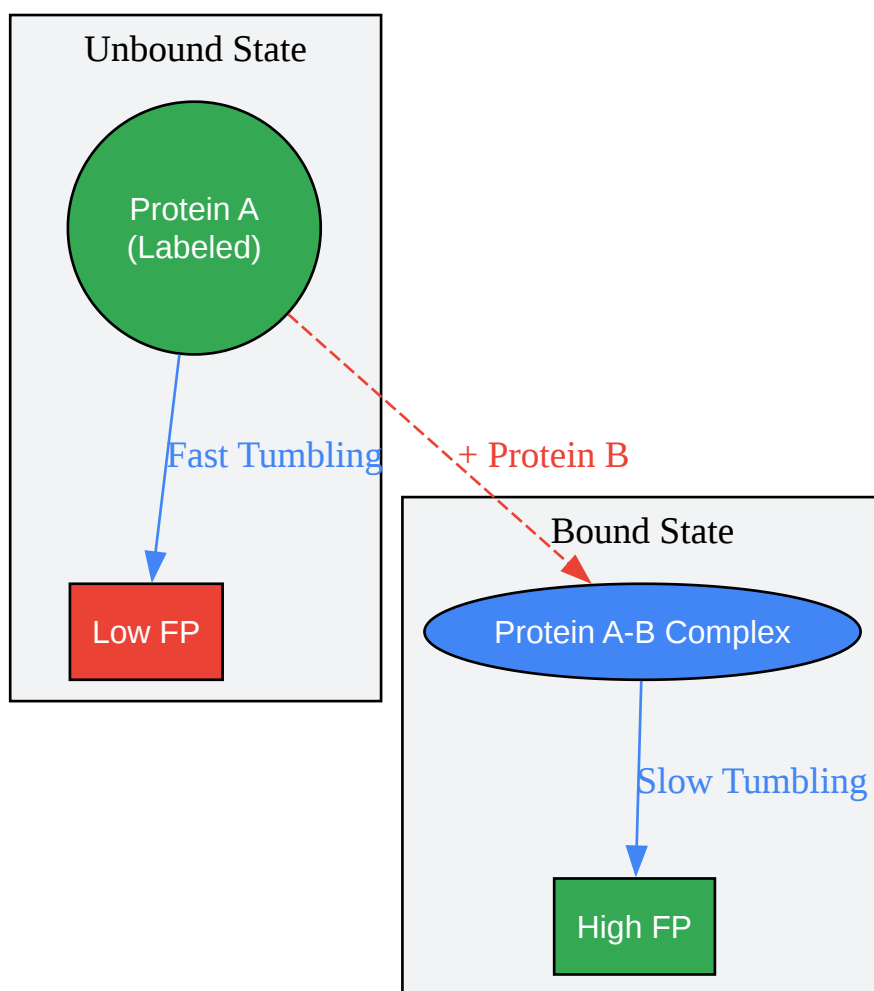 Unbound State
Protein A
(Labeled)
Fast Tumbling
+ Protein B
Low FP
Bound State
Protein A-B Complex
Slow Tumbling
High FP